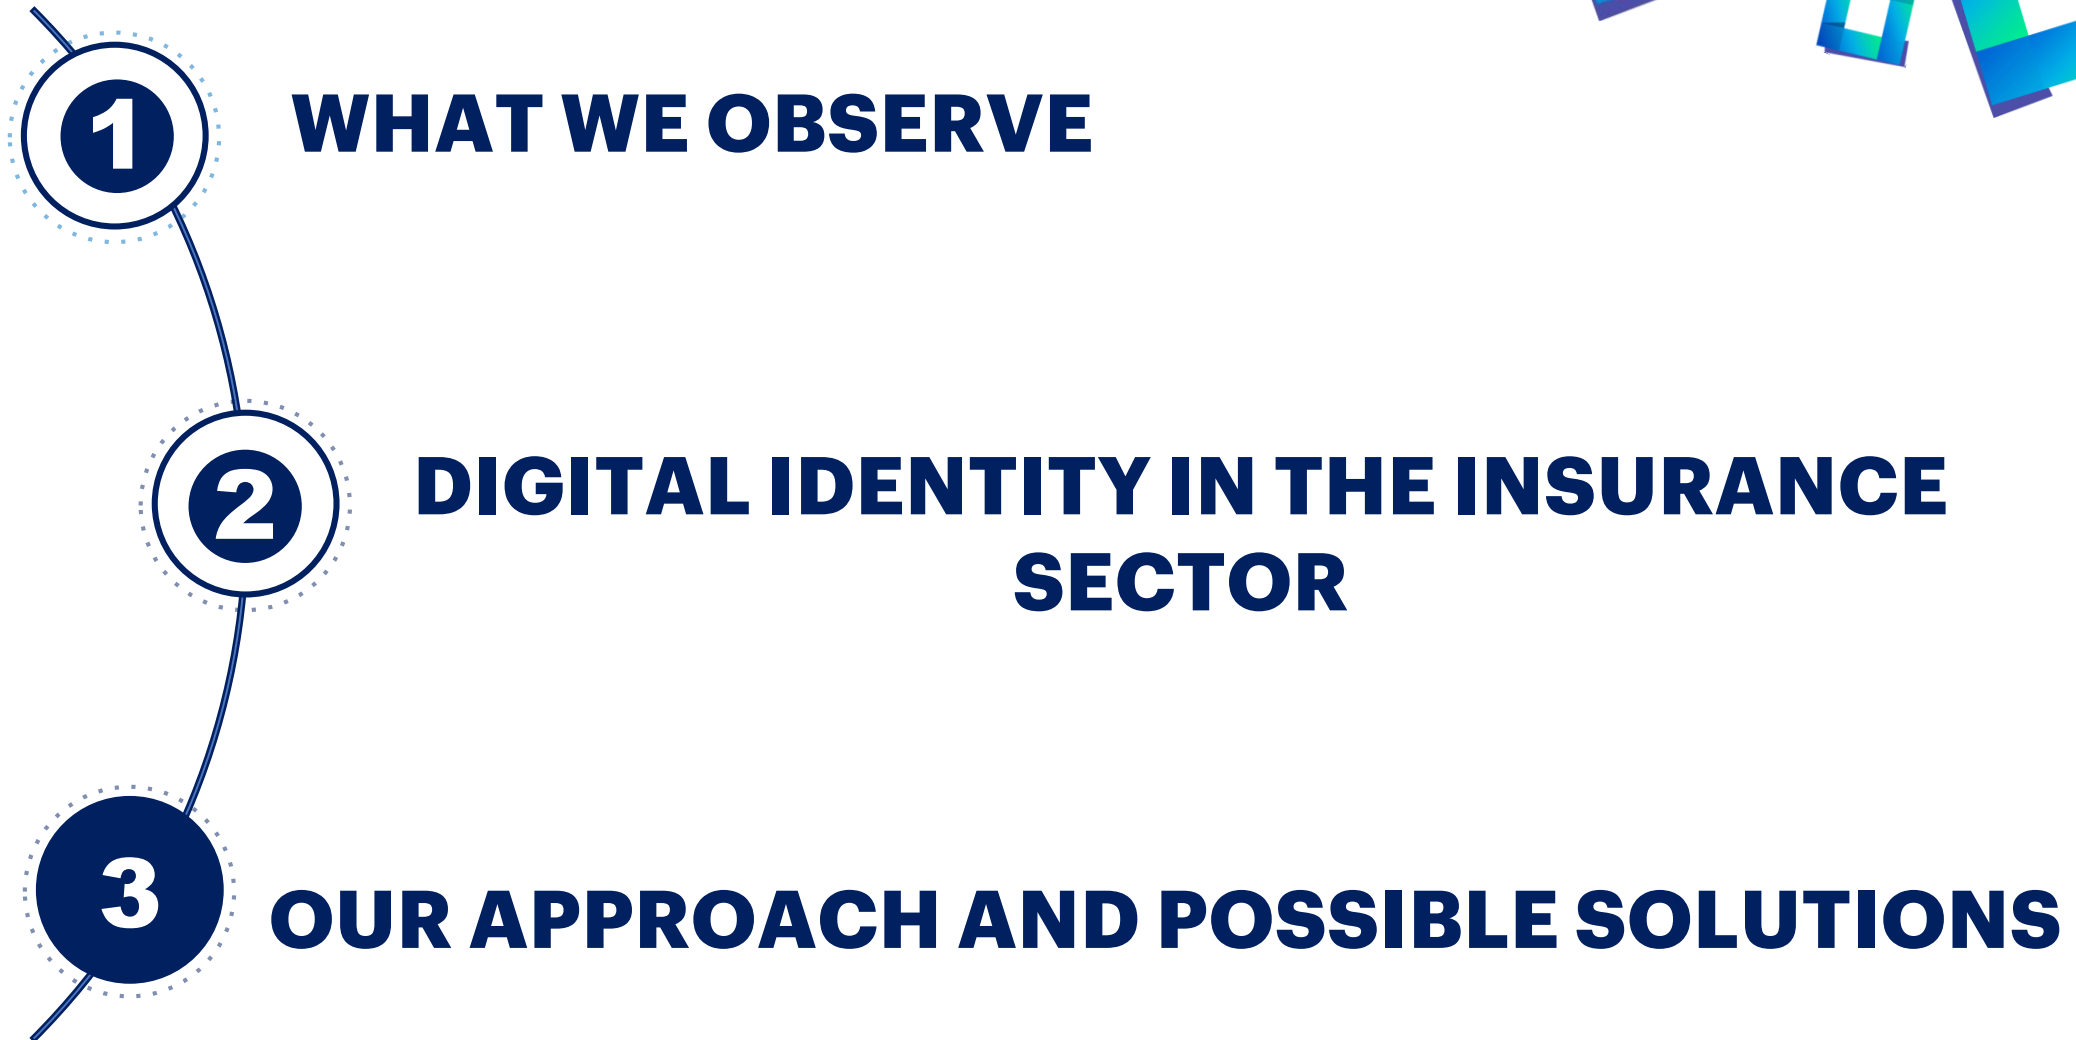 1
WHAT WE OBSERVE
2
DIGITAL IDENTITY IN THE INSURANCE
SECTOR
3
OUR APPROACH AND POSSIBLE SOLUTIONS